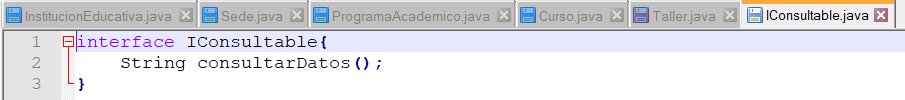 InstitucionEducativa.java Sede.java ProgramaAcademico.java Curso.java Taller.java IConsultable.java
1 interface IConsultable{
2 String consultarDatos();
3 }